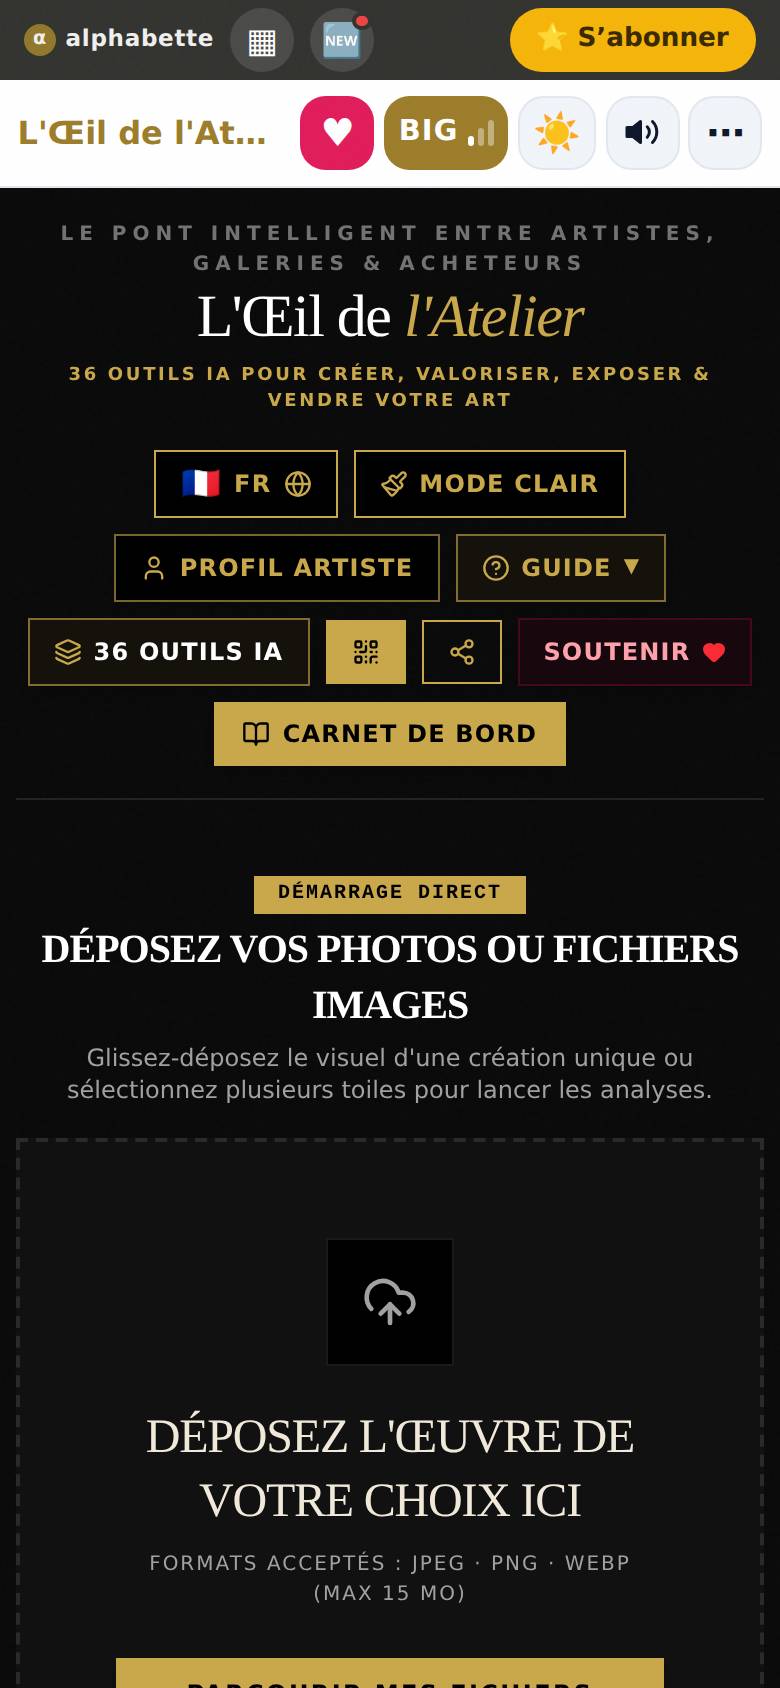 α alphabette
NEW
⭐ S'abonner
L'Œil de l'At...
BIG
LE PONT INTELLIGENT ENTRE ARTISTES,
GALERIES & ACHETEURS
L'Œil de l'Atelier
36 OUTILS IA POUR CRÉER, VALORISER, EXPOSER &
VENDRE VOTRE ART
FR
MODE CLAIR
PROFIL ARTISTE
GUIDE ▼
36 OUTILS IA
SOUTENIR
CARNET DE BORD
DÉMARRAGE DIRECT
DÉPOSEZ VOS PHOTOS OU FICHIERS
IMAGES
Glissez-déposez le visuel d'une création unique ou
sélectionnez plusieurs toiles pour lancer les analyses.
DÉPOSEZ L'ŒUVRE DE
VOTRE CHOIX ICI
FORMATS ACCEPTÉS : JPEG · PNG · WEBP
(MAX 15 MO)
PARCOURIR MES FICHIERS